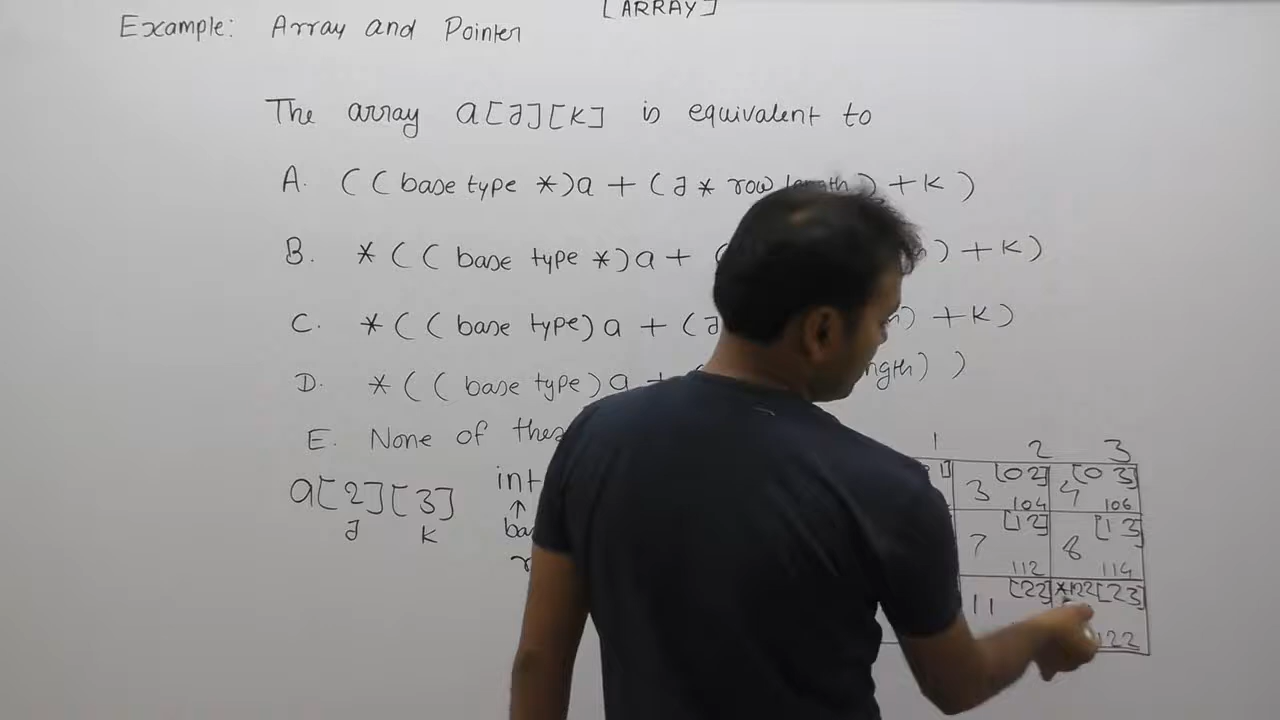 [ARRAY]
Example: Array and Pointer
The array a[J][K] is equivalent to
A. ((base type *)a + (J * row length) + K)
B. *((base type *)a + ) + K)
C. *((base type)a + (J ) + K)
D. *((base type)a + ))
E. None of
a[2][3] int
J K
1 2 3
3 [02] 104 4 [03] 106
7 [12] 112 8 [13] 114
11 [22] *122 [23] 122